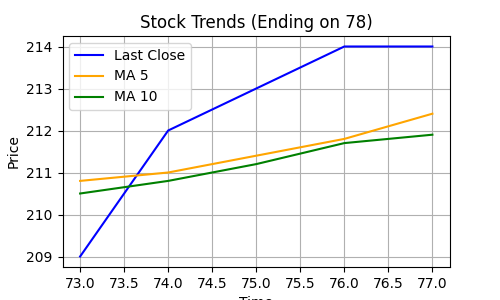 Stock Trends (Ending on 78)
Last Close
MA 5
MA 10
Price
214
213
212
211
210
209
73.0 73.5 74.0 74.5 75.0 75.5 76.0 76.5 77.0
Time